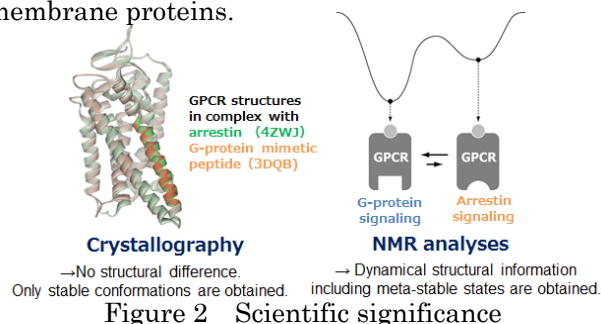 membrane proteins.
GPCR structures
in complex with
arrestin （4ZWJ）
G-protein mimetic
peptide (3DQB)
Crystallography
→No structural difference.
Only stable conformations are obtained.
GPCR
GPCR
G-protein
signaling
Arrestin
signaling
NMR analyses
→ Dynamical structural information
including meta-stable states are obtained.
Figure 2 Scientific significance